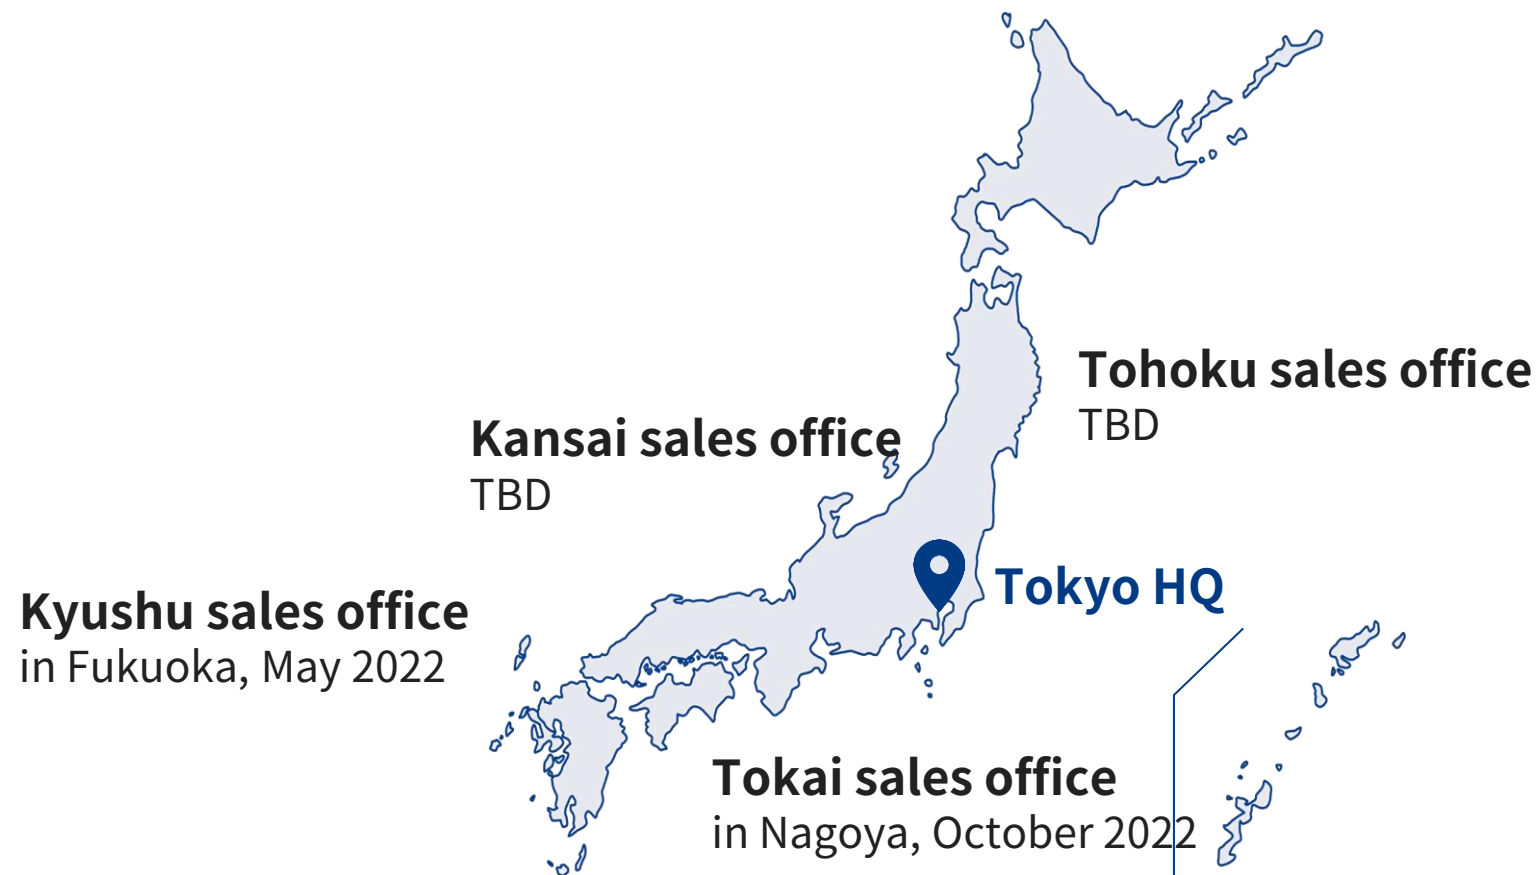 Tohoku sales office
TBD
Kansai sales office
TBD
Tokyo HQ
Kyushu sales office
in Fukuoka, May 2022
Tokai sales office
in Nagoya, October 2022